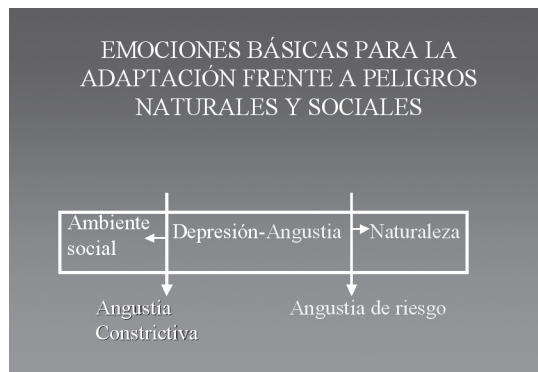 EMOCIONES BÁSICAS PARA LA
ADAPTACIÓN FRENTE A PELIGROS
NATURALES Y SOCIALES
Ambiente
social
Depresión-Angustia
Naturaleza
Angustia
Constrictiva
Angustia de riesgo